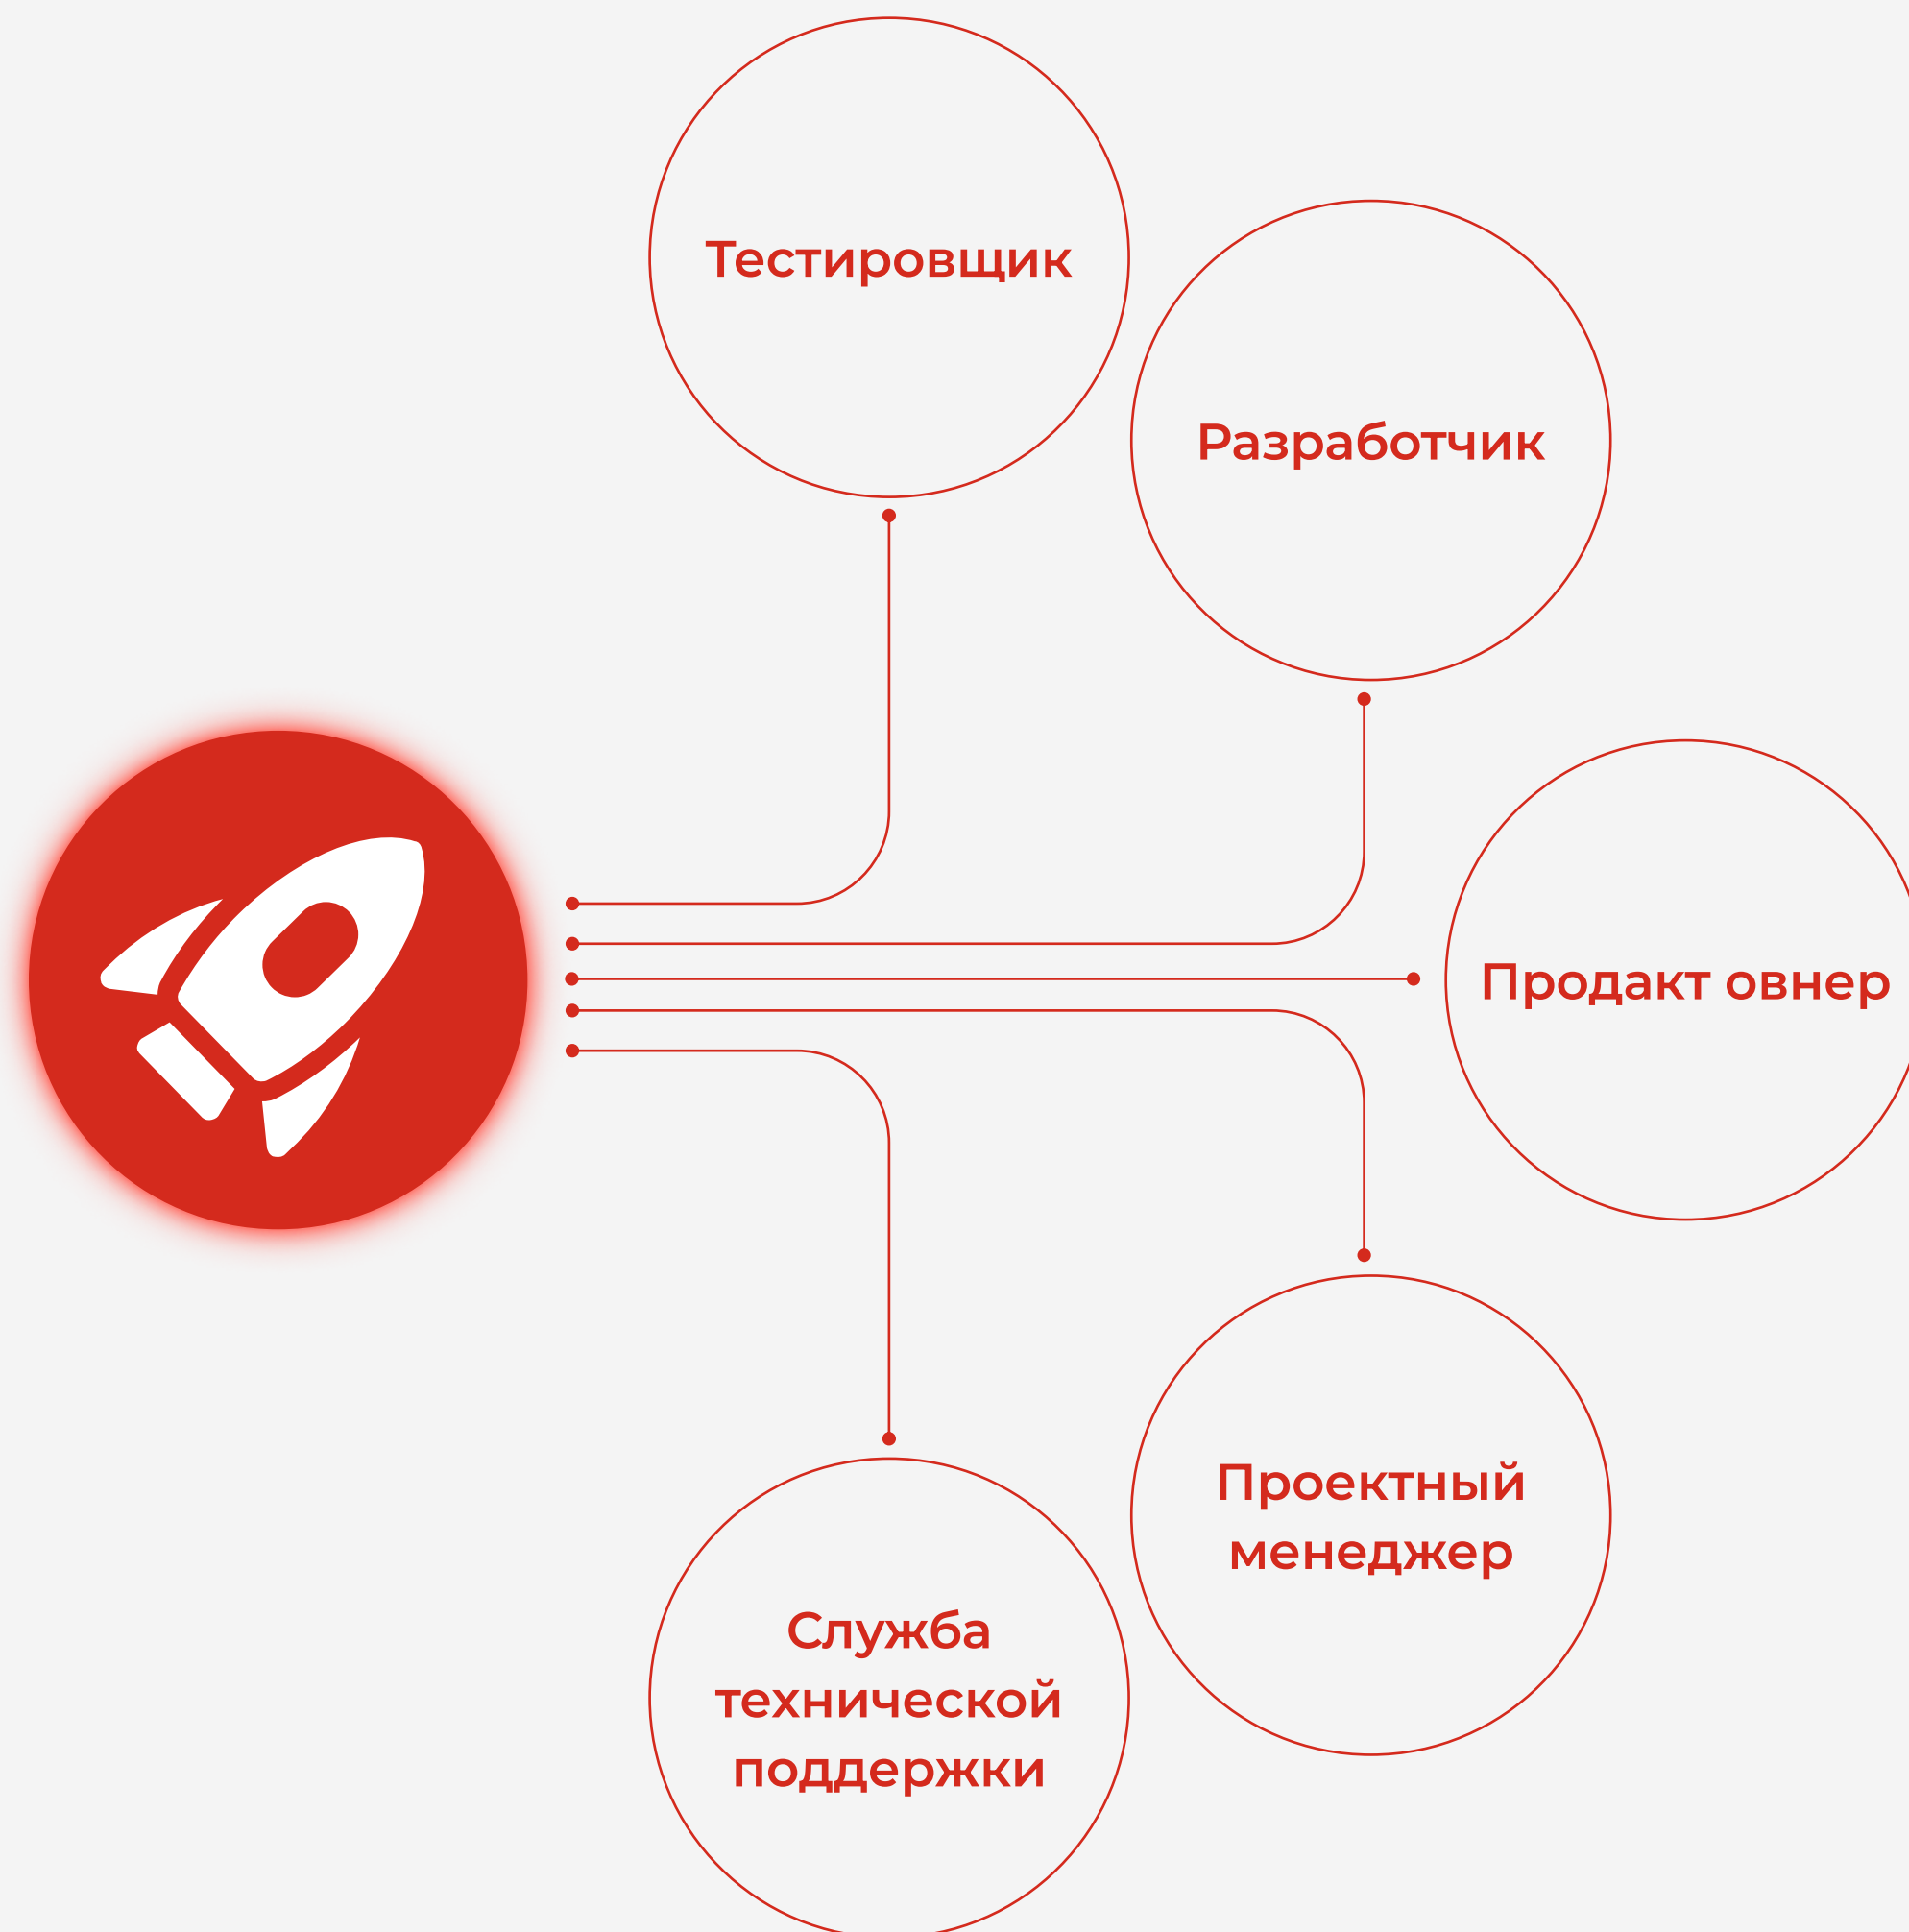 Тестировщик
Разработчик
Продакт овнер
Проектный
менеджер
Служба
технической
поддержки